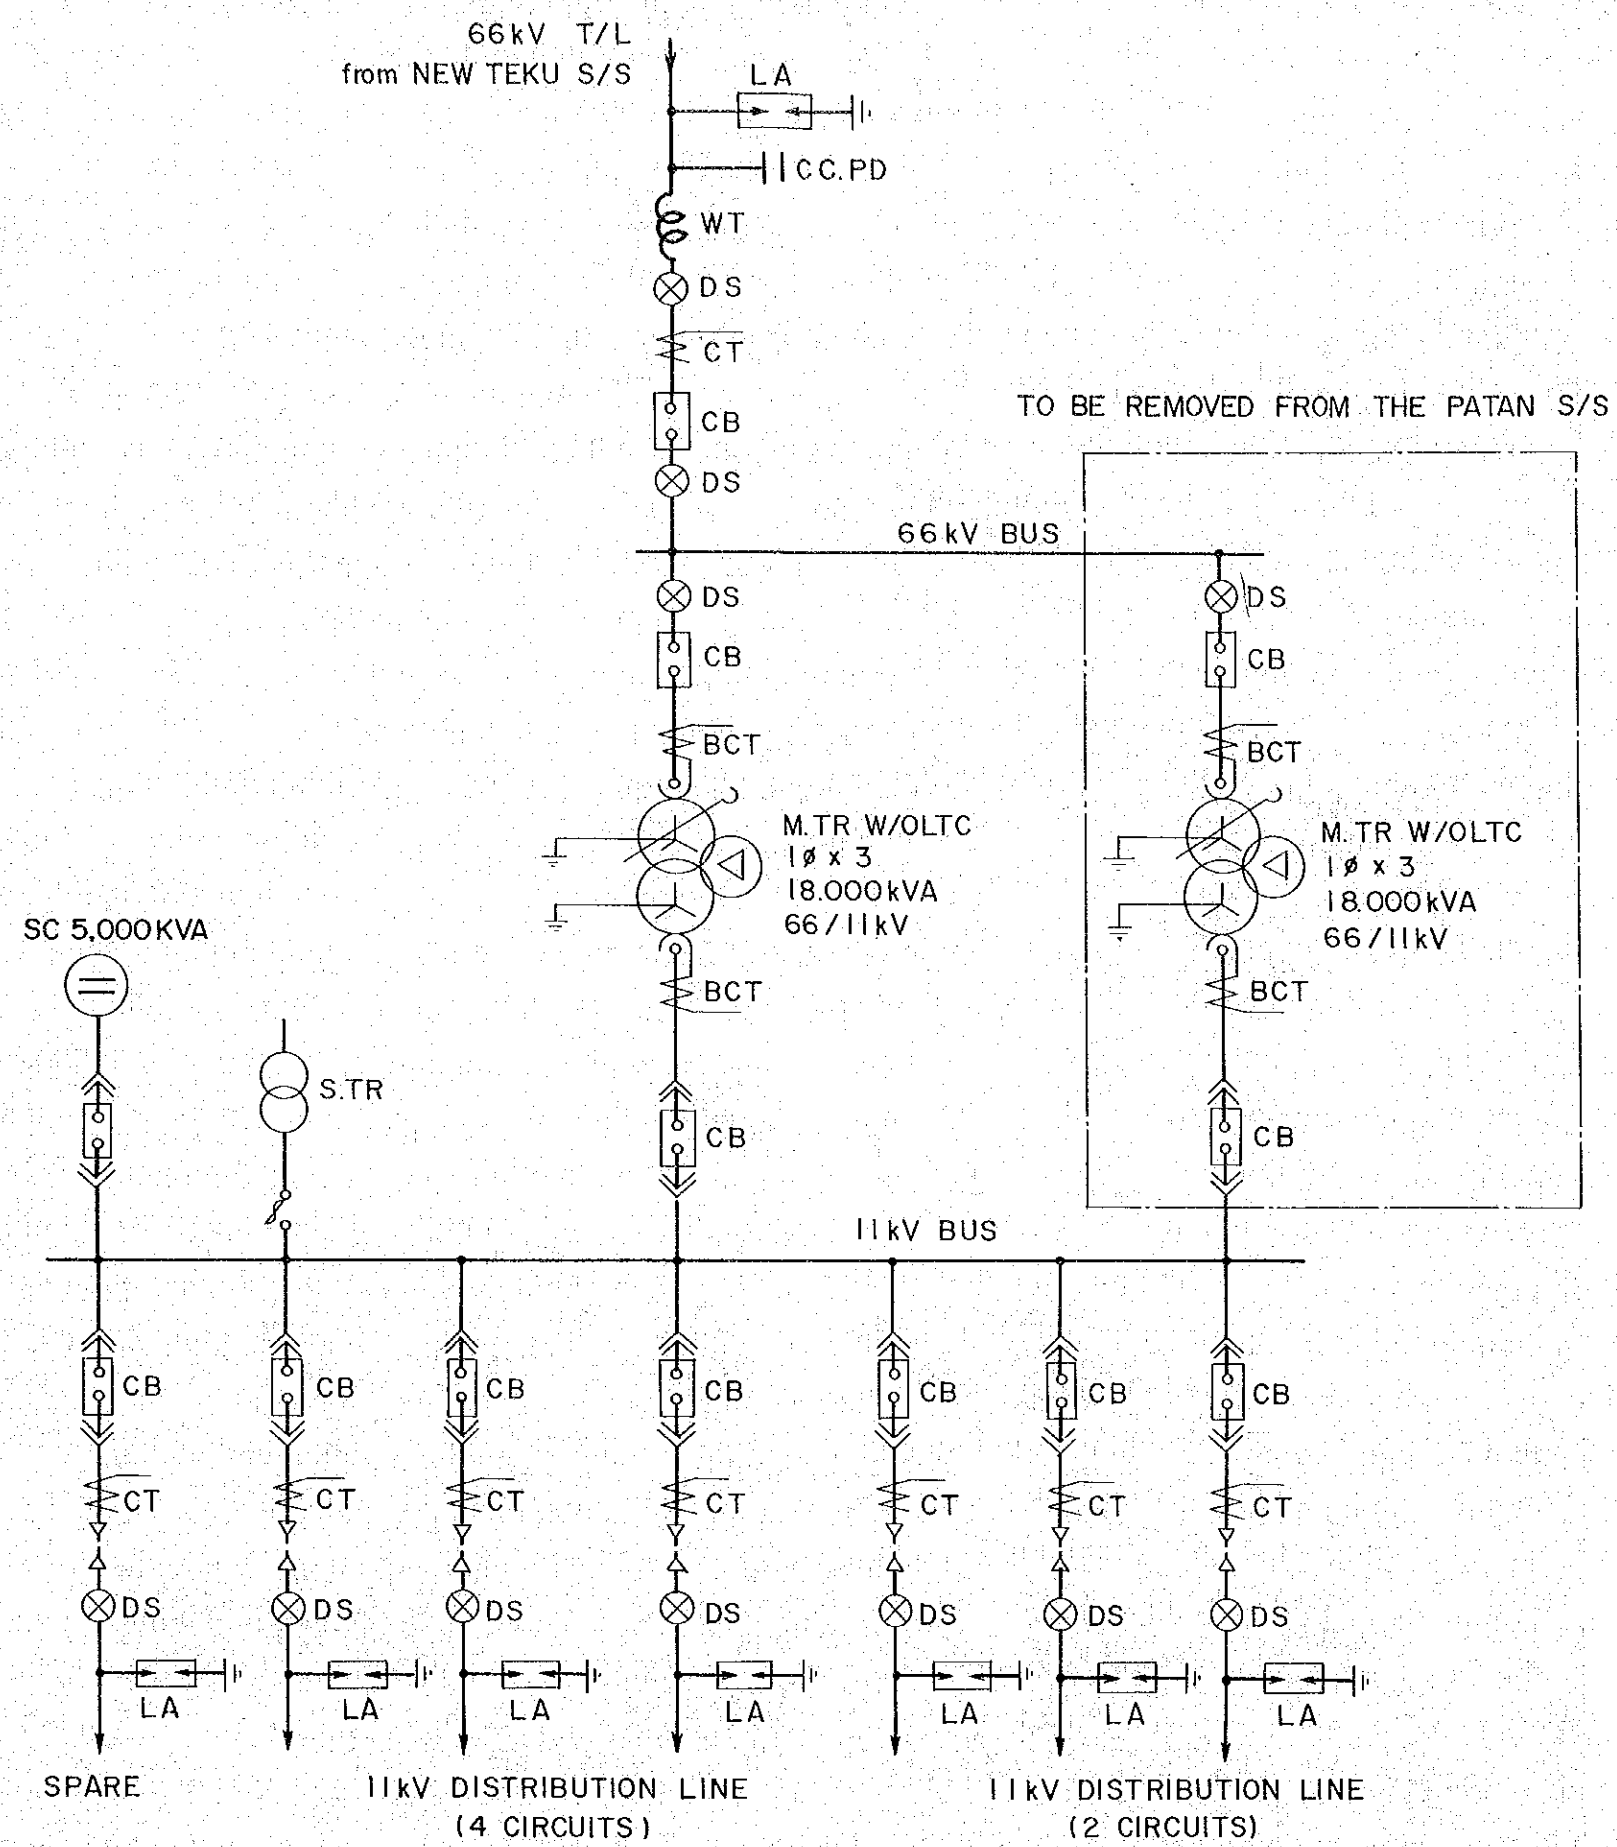 66kV T/L
from NEW TEKU S/S
LA
CC.PD
WT
DS
CT
CB
TO BE REMOVED FROM THE PATAN S/S
DS
66kV BUS
DS
DS
CB
CB
BCT
BCT
M.TR W/OLTC
1ø x 3
18.000kVA
66/11kV
M.TR W/OLTC
1ø x 3
18.000kVA
66/11kV
SC 5,000KVA
BCT
BCT
S.TR
CB
CB
11kV BUS
CB
CB
CB
CB
CB
CB
CB
CT
CT
CT
CT
CT
CT
CT
DS
DS
DS
DS
DS
DS
DS
LA
LA
LA
LA
LA
LA
LA
SPARE
11kV DISTRIBUTION LINE
(4 CIRCUITS)
11kV DISTRIBUTION LINE
(2 CIRCUITS)